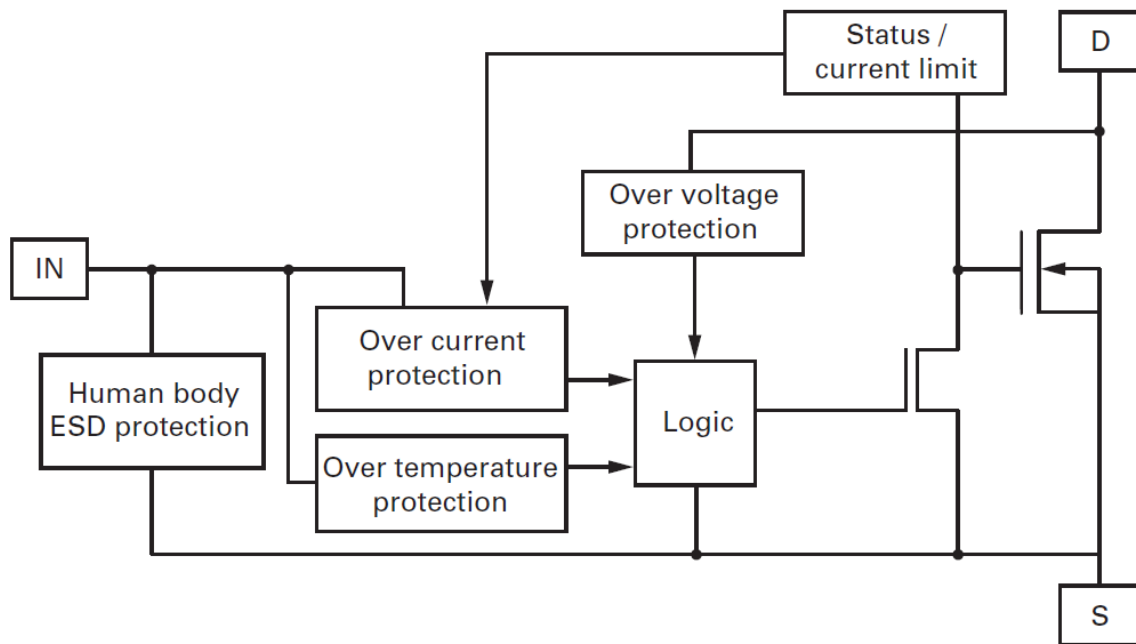 Status /
current limit
D
Over voltage
protection
IN
Over current
protection
Human body
ESD protection
Logic
Over temperature
protection
S